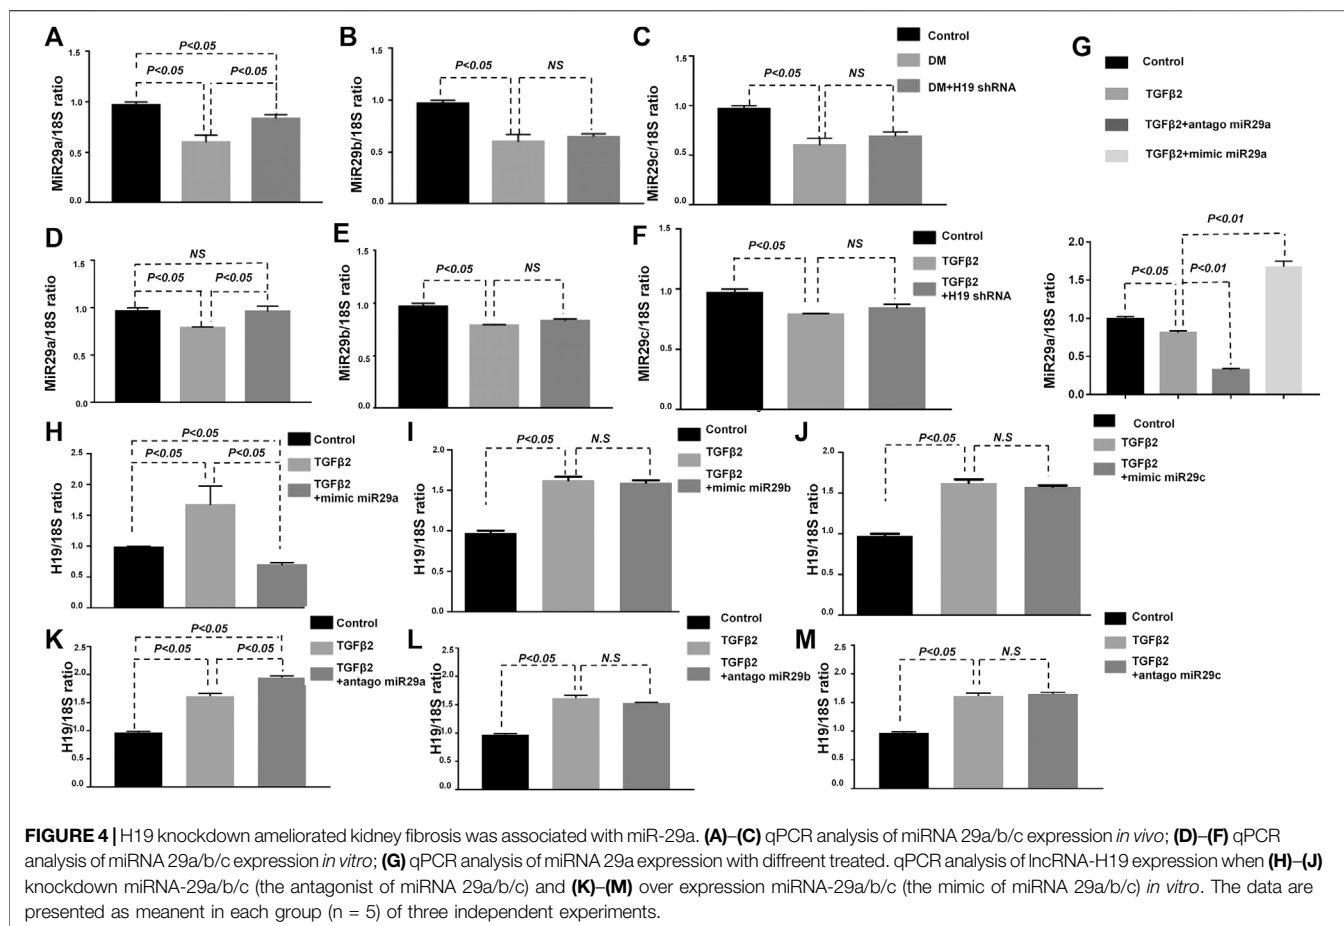 A
P<0.05
P<0.05 P<0.05
MiR29a/18S ratio
1.5
1.0
0.5
0.0
B
P<0.05 NS
MiR29b/18S ratio
1.5
1.0
0.5
0.0
C
P<0.05 NS
MiR29c/18S ratio
1.5
1.0
0.5
0.0
Control
DM
DM+H19 shRNA
G
Control
TGFβ2
TGFβ2+antago miR29a
TGFβ2+mimic miR29a
P<0.01
P<0.05 P<0.01
MiR29a/18S ratio
2.0
1.5
1.0
0.5
0.0
D
NS
P<0.05 P<0.05
MiR29a/18S ratio
1.5
1.0
0.5
0.0
E
P<0.05 NS
MiR29b/18S ratio
1.5
1.0
0.5
0.0
F
P<0.05 NS
MIR29c/18S ratio
1.5
1.0
0.5
0.0
Control
TGFβ2
TGFβ2
+H19 shRNA
H
P<0.05
P<0.05 P<0.05
H19/18S ratio
2.5
2.0
1.5
1.0
0.5
0.0
Control
TGFβ2
TGFβ2
+mimic miR29a
I
P<0.05 N.S
H19/18S ratio
2.0
1.5
1.0
0.5
0.0
Control
TGFβ2
TGFβ2
+mimic miR29b
J
P<0.05 N.S
H19/18S ratio
2.0
1.5
1.0
0.5
0.0
Control
TGFβ2
TGFβ2
+mimic miR29c
K
P<0.05
P<0.05 P<0.05
H19/18S ratio
2.5
2.0
1.5
1.0
0.5
0.0
Control
TGFβ2
TGFβ2
+antago miR29a
L
P<0.05 N.S
H19/18S ratio
2.5
2.0
1.5
1.0
0.5
0.0
Control
TGFβ2
TGFβ2
+antago miR29b
M
P<0.05 N.S
H19/18S ratio
2.0
1.5
1.0
0.5
0.0
Control
TGFβ2
TGFβ2
+antago miR29c
FIGURE 4 | H19 knockdown ameliorated kidney fibrosis was associated with miR-29a. (A)–(C) qPCR analysis of miRNA 29a/b/c expression in vivo; (D)–(F) qPCR
analysis of miRNA 29a/b/c expression in vitro; (G) qPCR analysis of miRNA 29a expression with diffreent treated. qPCR analysis of lncRNA-H19 expression when (H)–(J)
knockdown miRNA-29a/b/c (the antagonist of miRNA 29a/b/c) and (K)–(M) over expression miRNA-29a/b/c (the mimic of miRNA 29a/b/c) in vitro. The data are
presented as meanent in each group (n = 5) of three independent experiments.